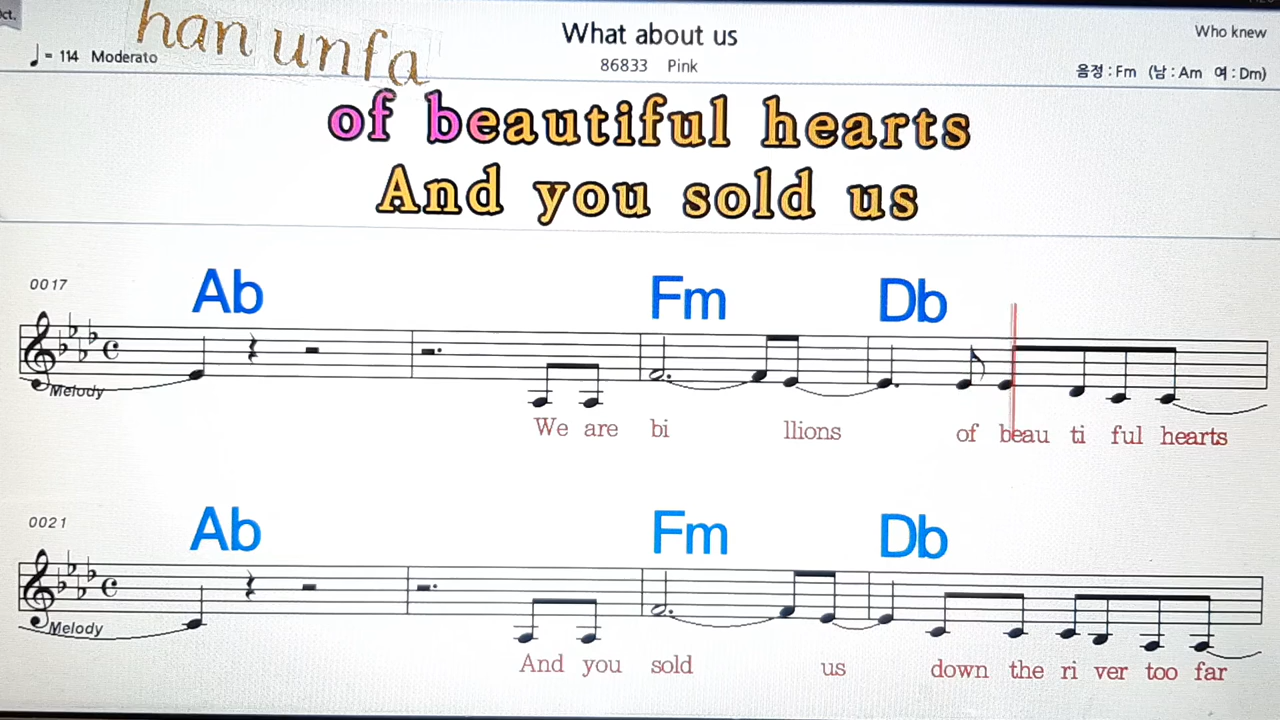 Oct.
han unfa
What about us
Who knew
♩= 114 Moderato
86833 Pink
음정 : Fm (남 : Am 여 : Dm)
of beautiful hearts
And you sold us
0017
Ab Fm Db
Melody
We are bi llions of beau ti ful hearts
0021
Ab Fm Db
Melody
And you sold us down the ri ver too far